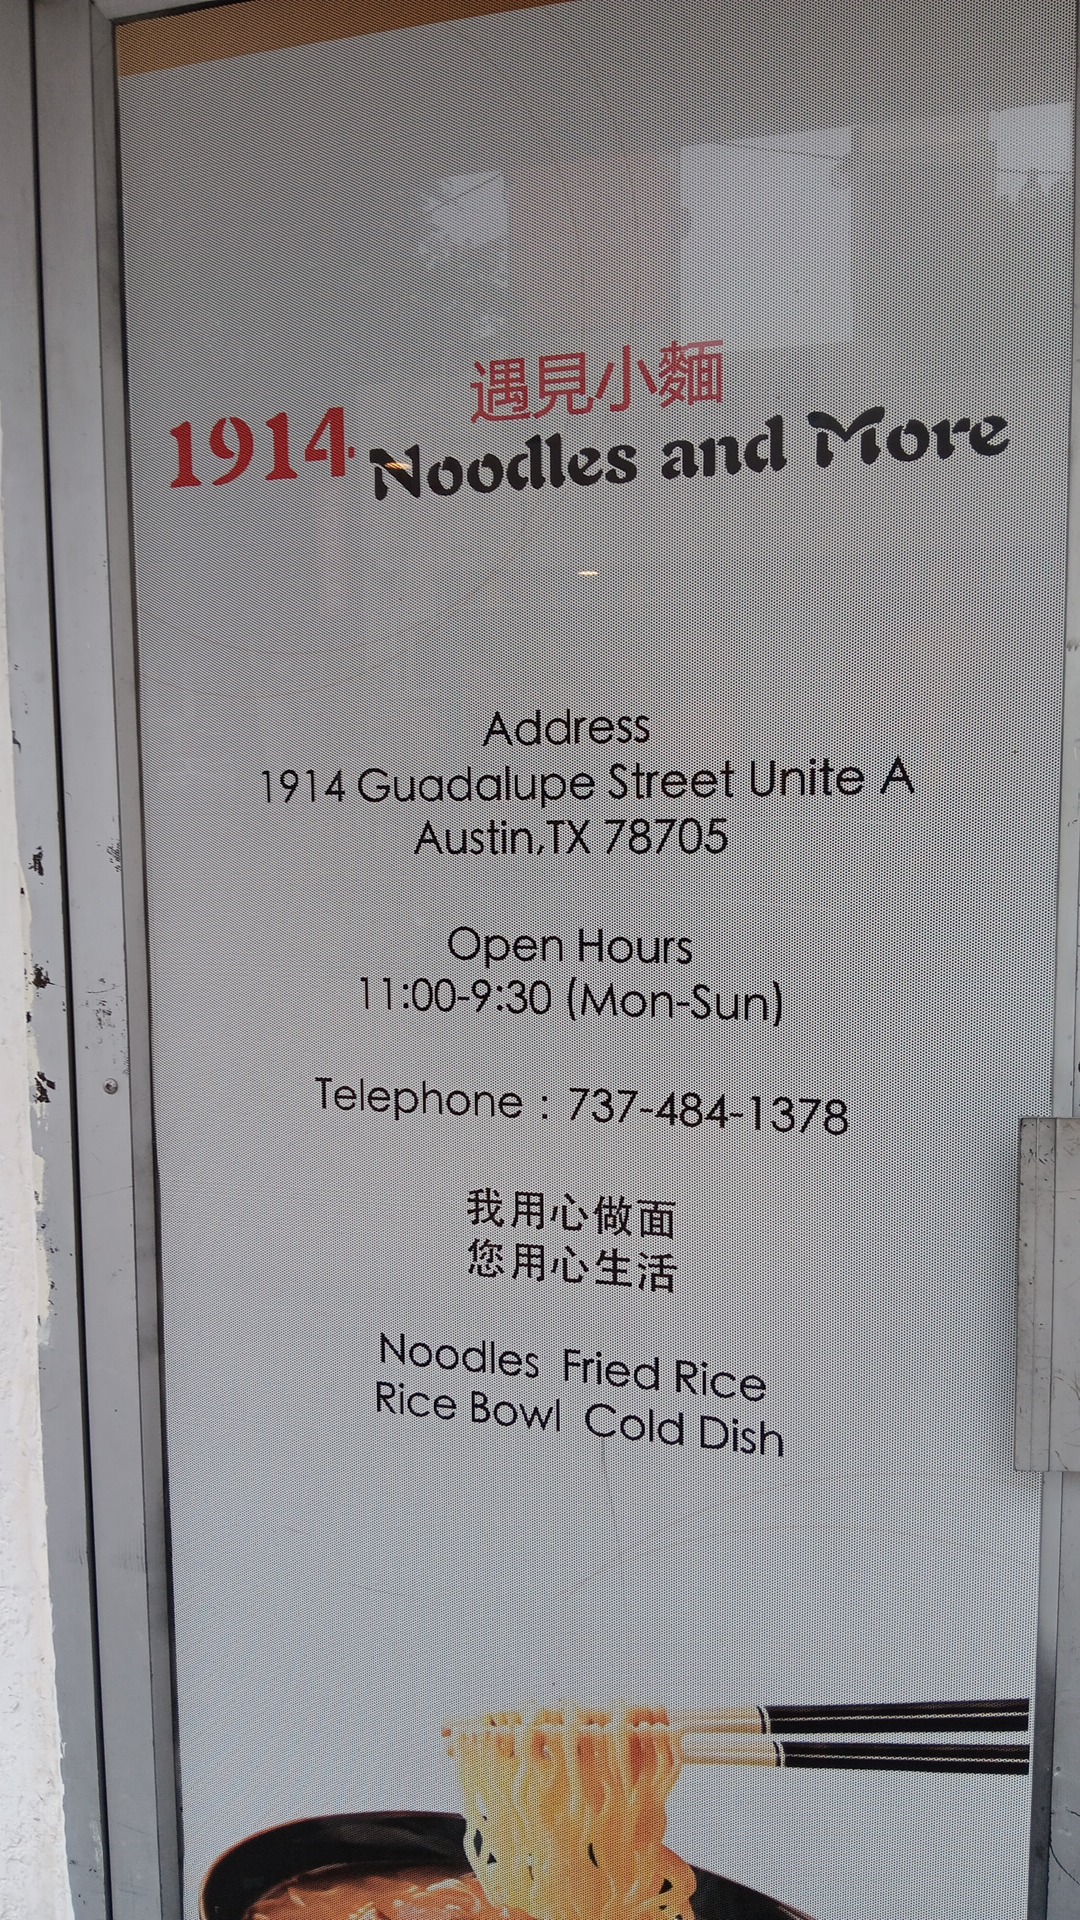 遇見小麵
1914 Noodles and More
Address
1914 Guadalupe Street Unite A
Austin,TX 78705
Open Hours
11:00-9:30 (Mon-Sun)
Telephone : 737-484-1378
我用心做面
您用心生活
Noodles Fried Rice
Rice Bowl Cold Dish